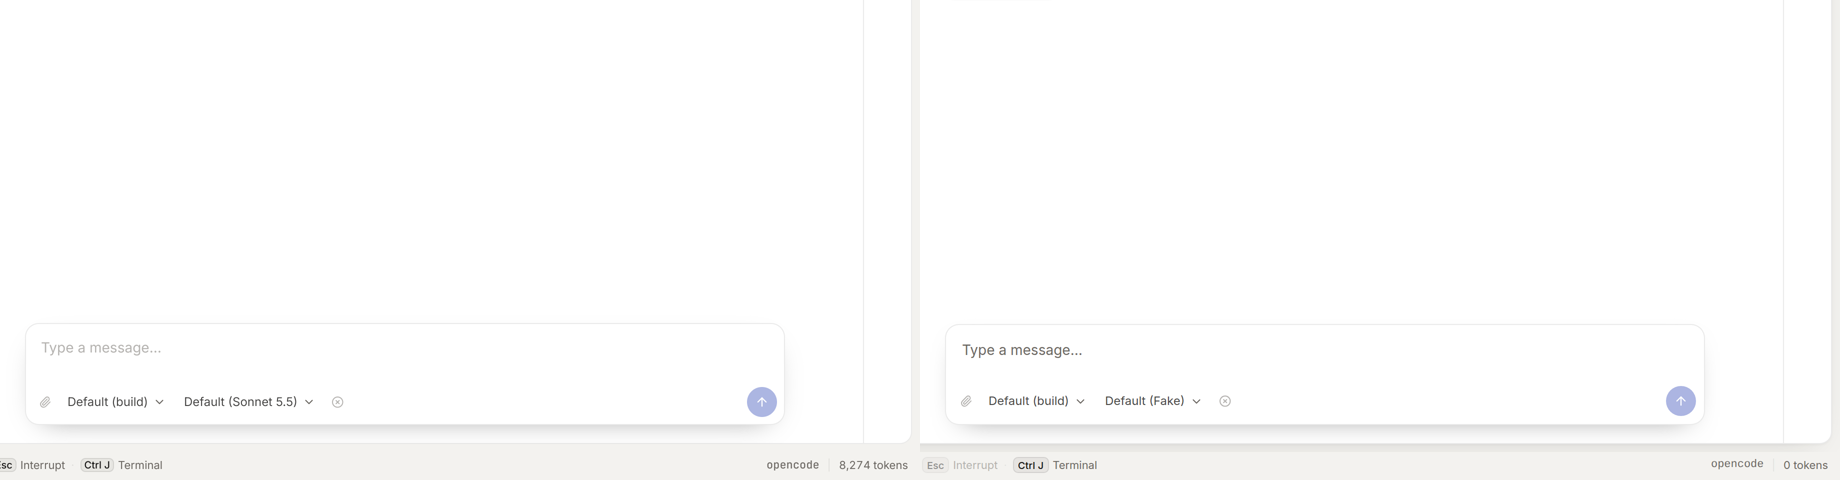 Type a message...
Default (build) Default (Sonnet 5.5)
Esc Interrupt · Ctrl J Terminal opencode 8,274 tokens
Type a message...
Default (build) Default (Fake)
Esc Interrupt Ctrl J Terminal opencode 0 tokens